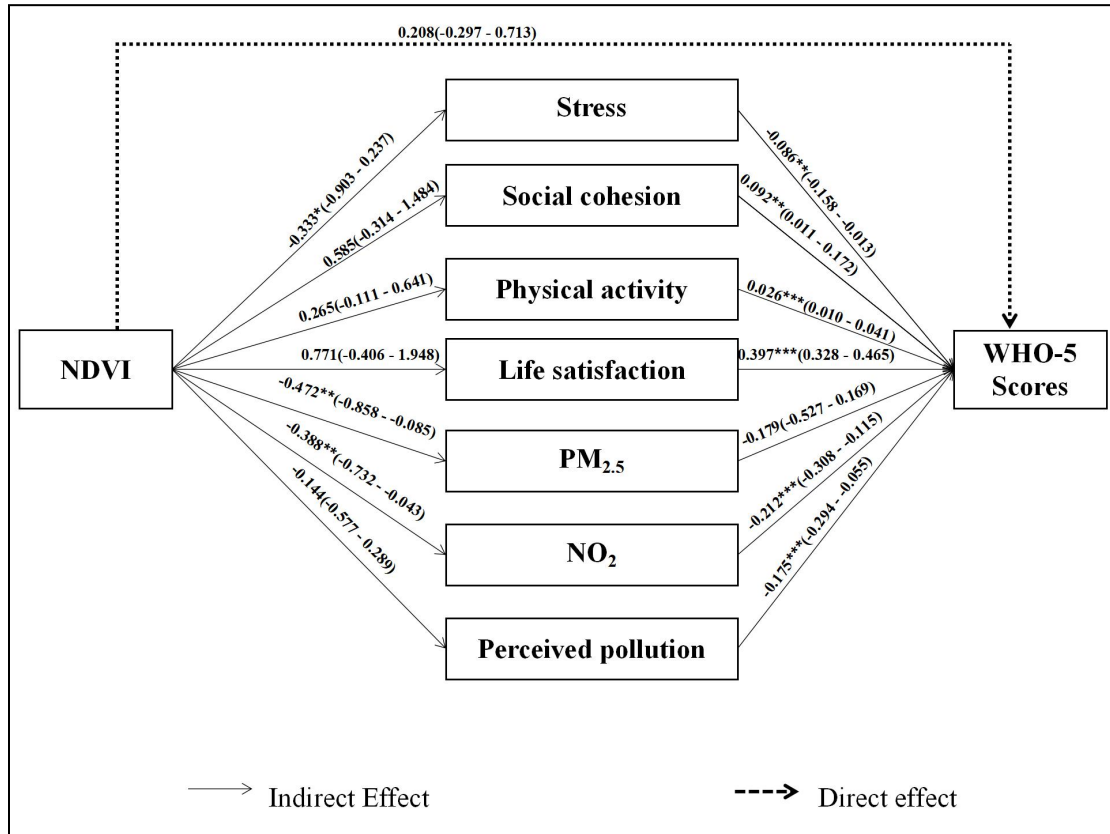 0.208(-0.297 - 0.713)
Stress
-0.333*(-0.903 - 0.237)
-0.086**(-0.158 - -0.013)
Social cohesion
0.585(-0.314 - 1.484)
0.092**(0.011 - 0.172)
Physical activity
0.265(-0.111 - 0.641)
0.026***(0.010 - 0.041)
NDVI
0.771(-0.406 - 1.948)
Life satisfaction
0.397***(0.328 - 0.465)
WHO-5
Scores
-0.472**(-0.858 - -0.085)
PM2.5
-0.179(-0.527 - 0.169)
-0.388**(-0.732 - -0.043)
NO2
-0.212***(-0.308 - -0.115)
-0.144(-0.577 - 0.289)
Perceived pollution
-0.175***(-0.294 - -0.055)
Indirect Effect
Direct effect